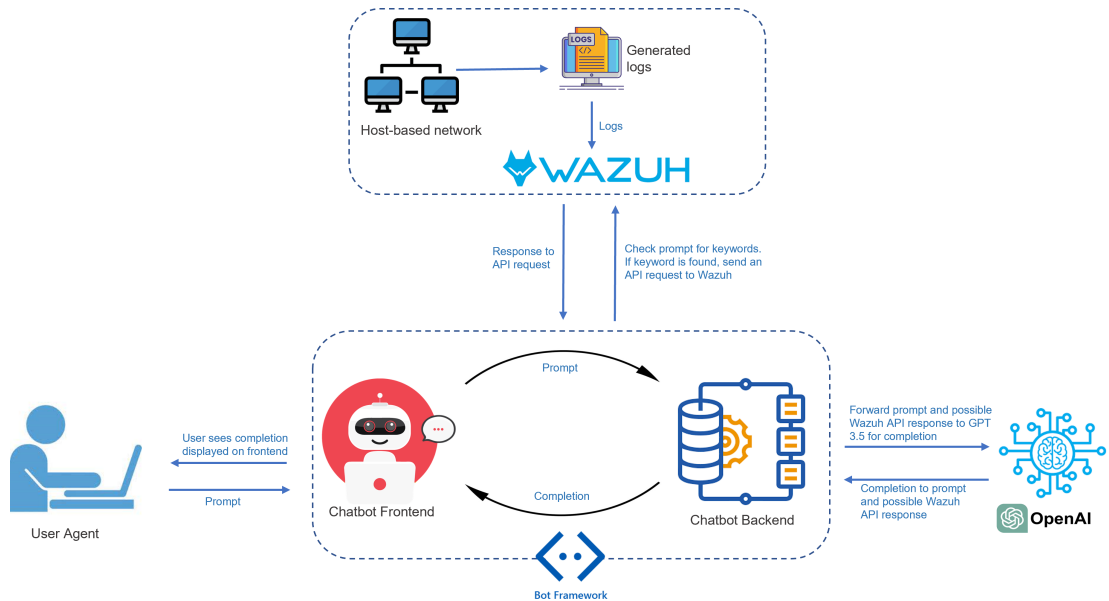 LOGS
</>
Generated
logs
Host-based network
Logs
WAZUH
Response to
API request
Check prompt for keywords.
If keyword is found, send an
API request to Wazuh
Prompt
User sees completion
displayed on frontend
Prompt
Completion
Chatbot Frontend
Chatbot Backend
Forward prompt and possible
Wazuh API response to GPT
3.5 for completion
Completion to prompt
and possible Wazuh
API response
OpenAI
User Agent
Bot Framework